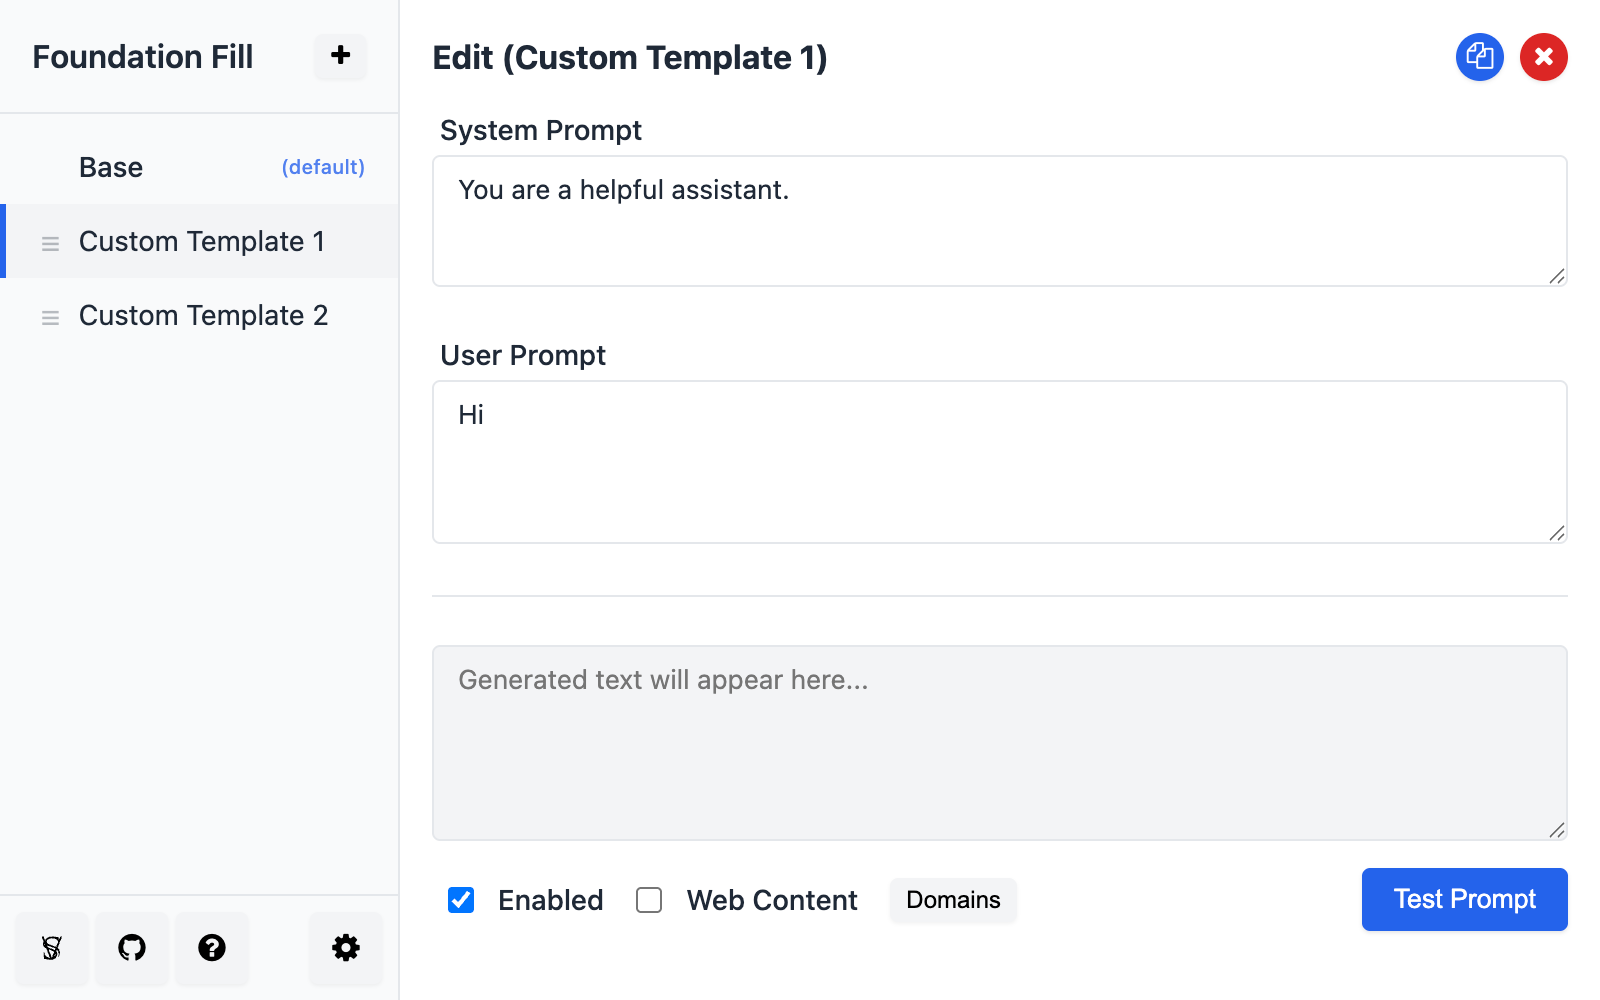 Foundation Fill
Base (default)
Custom Template 1
Custom Template 2
Edit (Custom Template 1)
System Prompt
You are a helpful assistant.
User Prompt
Hi
Generated text will appear here...
Enabled Web Content Domains Test Prompt